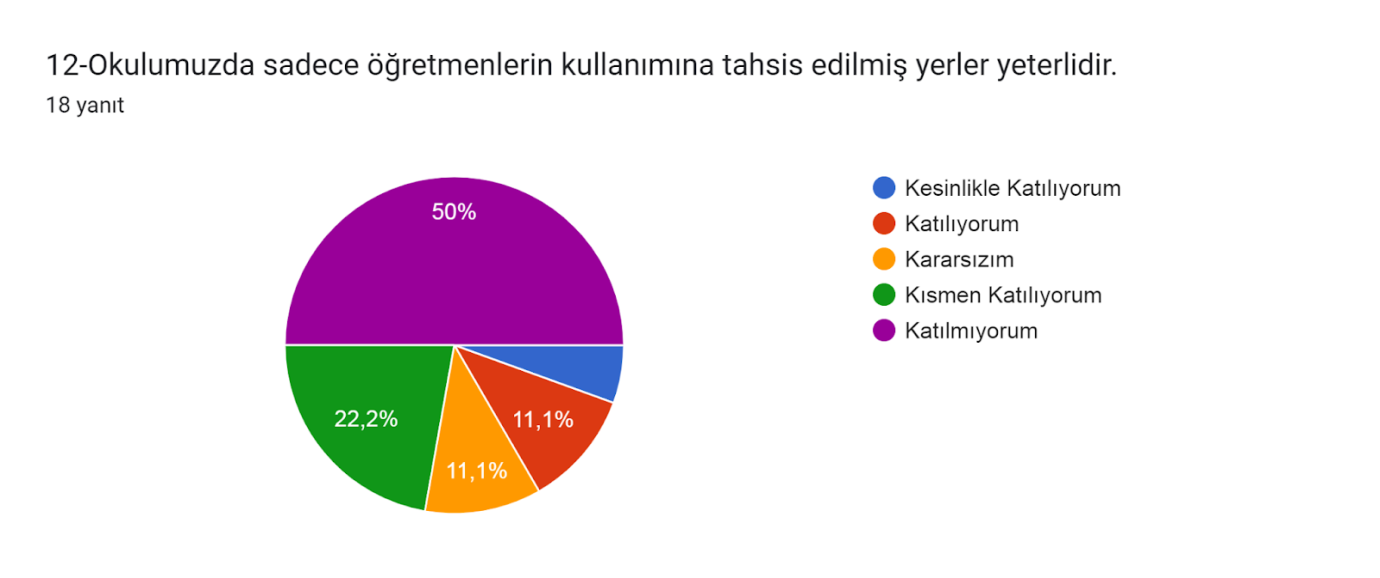 12-Okulumuzda sadece öğretmenlerin kullanımına tahsis edilmiş yerler yeterlidir.
18 yanıt
50%
22,2%
11,1%
11,1%
Kesinlikle Katılıyorum
Katılıyorum
Kararsızım
Kısmen Katılıyorum
Katılmıyorum